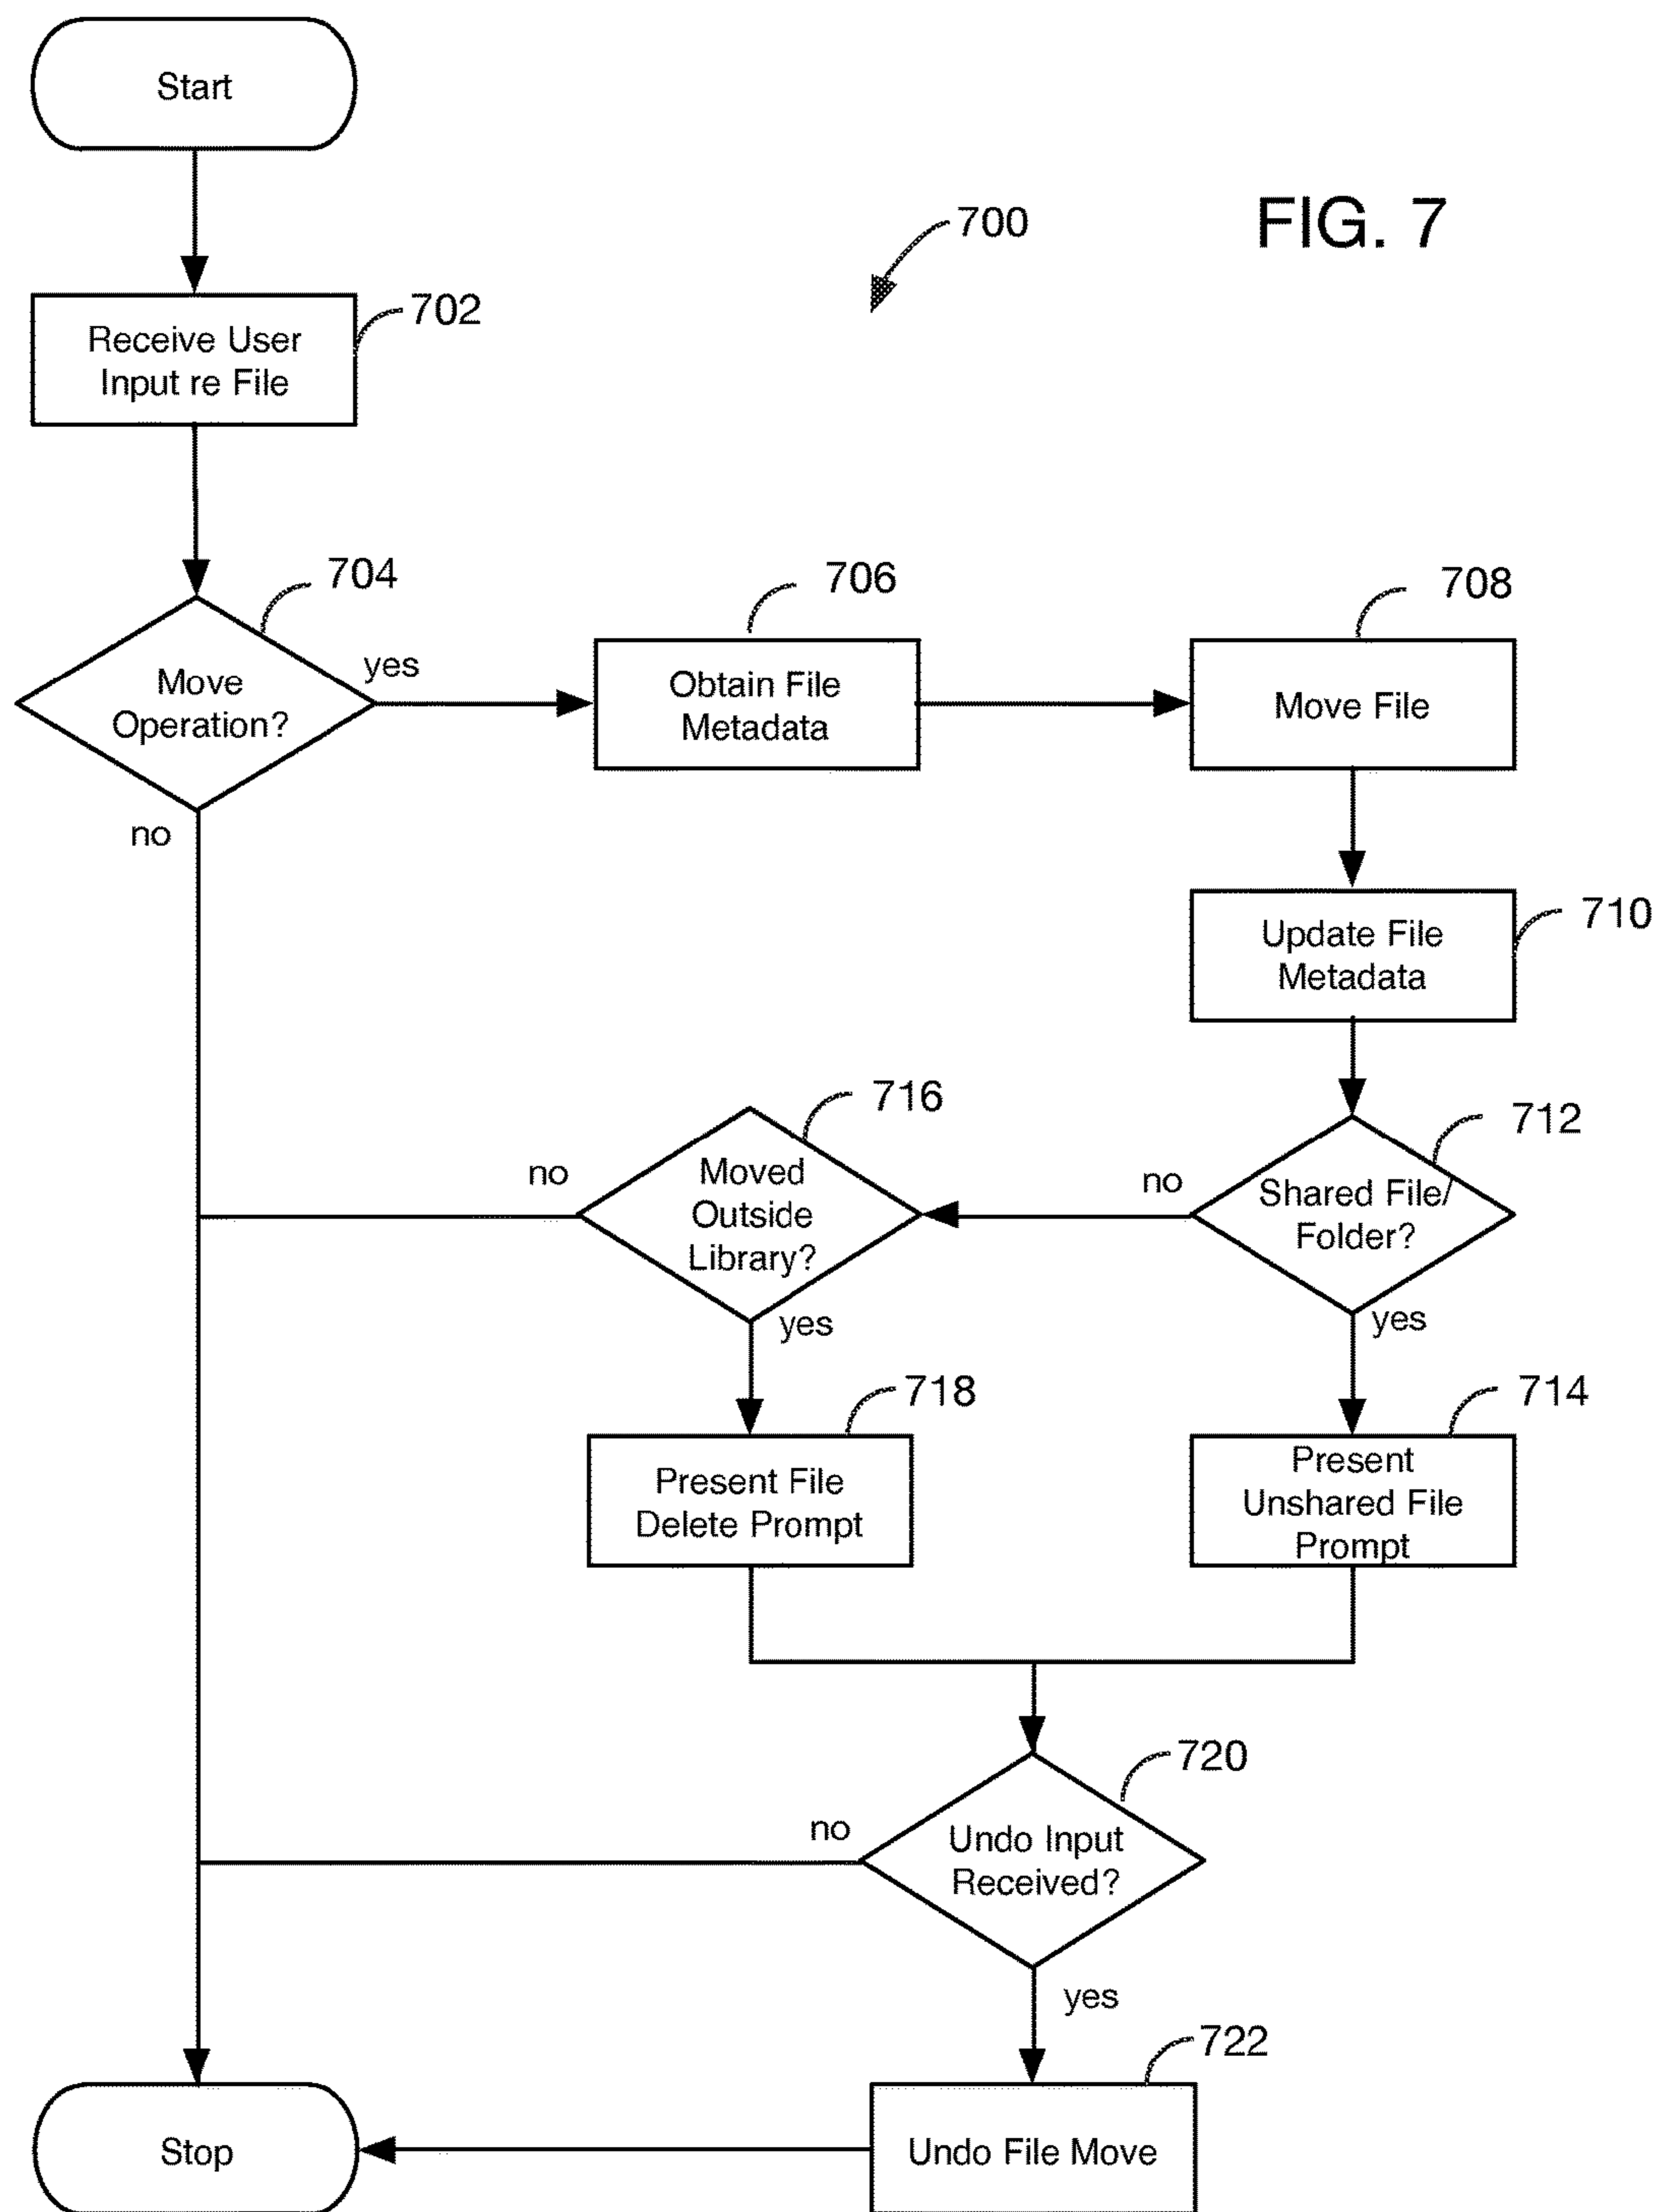 Start
700
FIG. 7
702
Receive User
Input re File
704
706
708
yes
Move
Operation?
Obtain File
Metadata
Move File
no
710
Update File
Metadata
716
712
no
Moved
Outside
Library?
no
Shared File/
Folder?
yes
yes
718
714
Present File
Delete Prompt
Present
Unshared File
Prompt
720
no
Undo Input
Received?
yes
722
Stop
Undo File Move